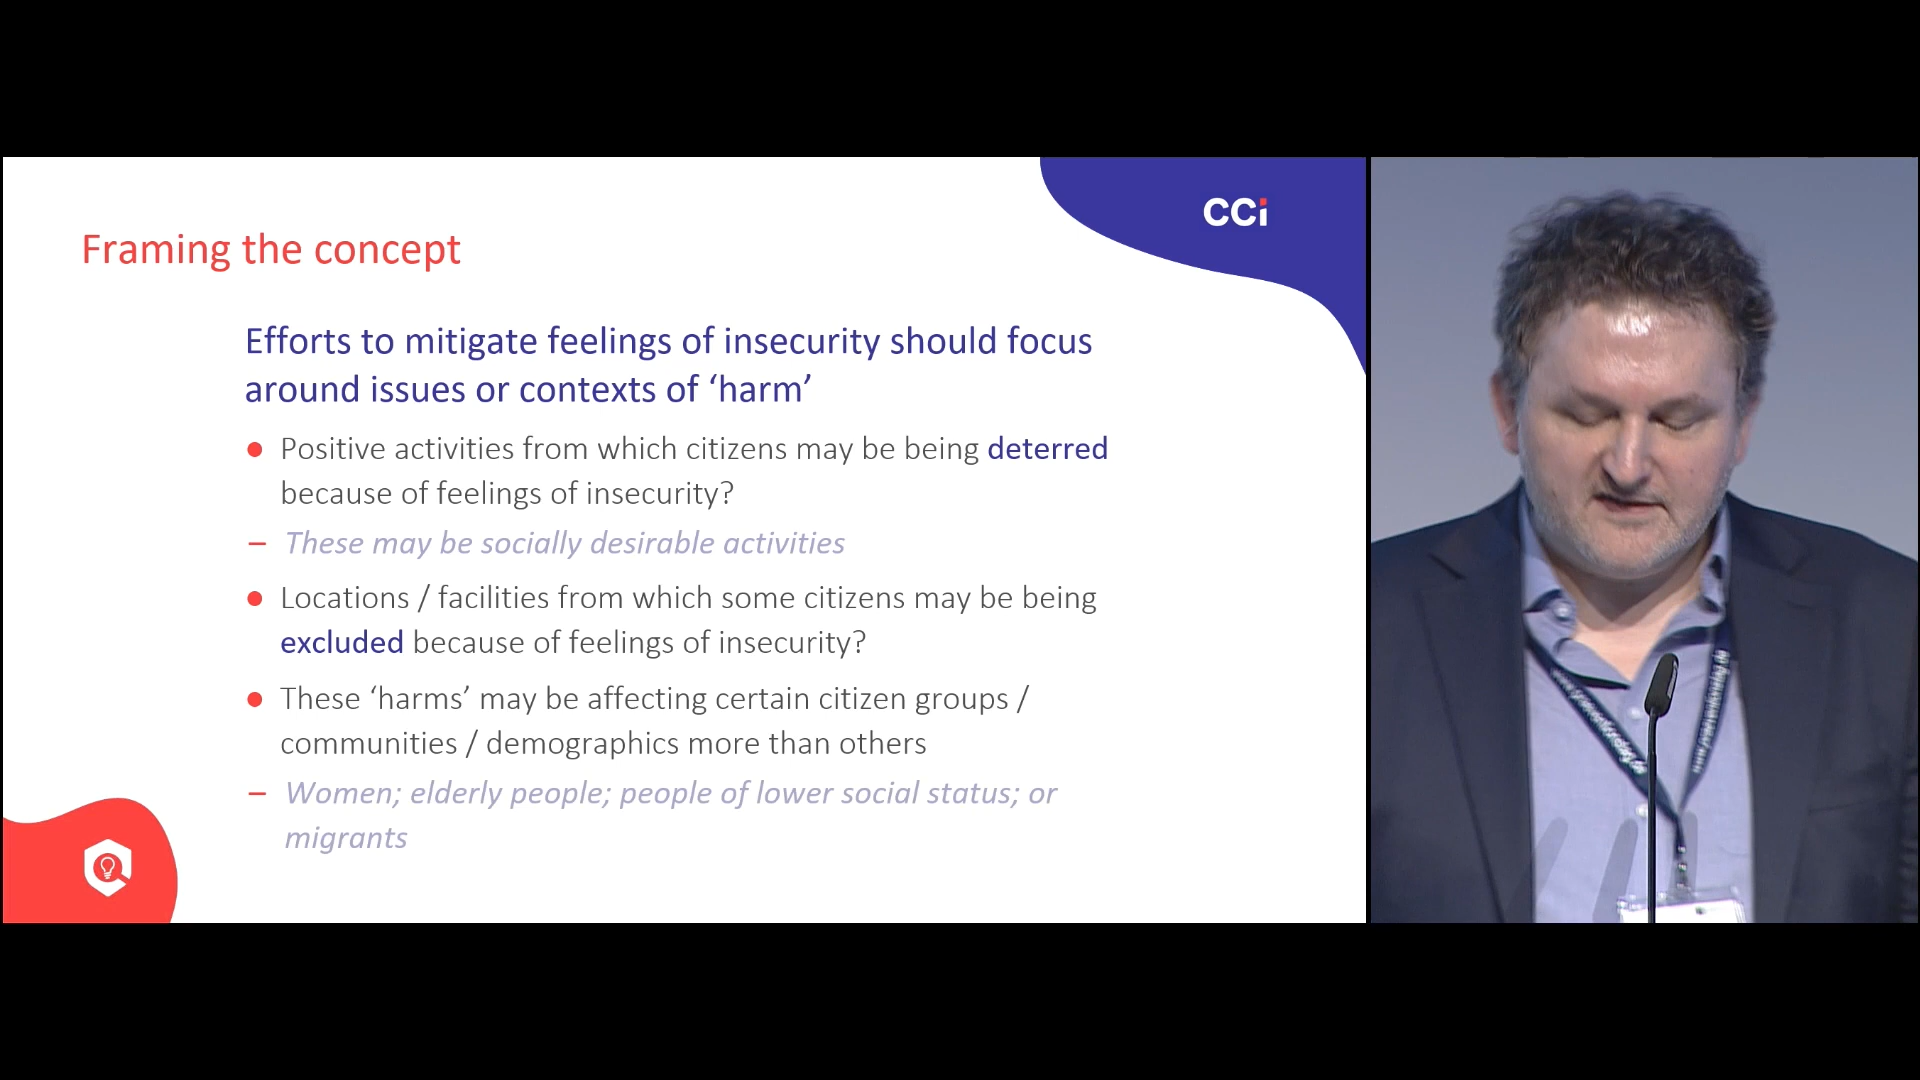 CCi
Framing the concept
Efforts to mitigate feelings of insecurity should focus
around issues or contexts of ‘harm’
● Positive activities from which citizens may be being deterred
because of feelings of insecurity?
– These may be socially desirable activities
● Locations / facilities from which some citizens may be being
excluded because of feelings of insecurity?
● These ‘harms’ may be affecting certain citizen groups /
communities / demographics more than others
– Women; elderly people; people of lower social status; or
migrants